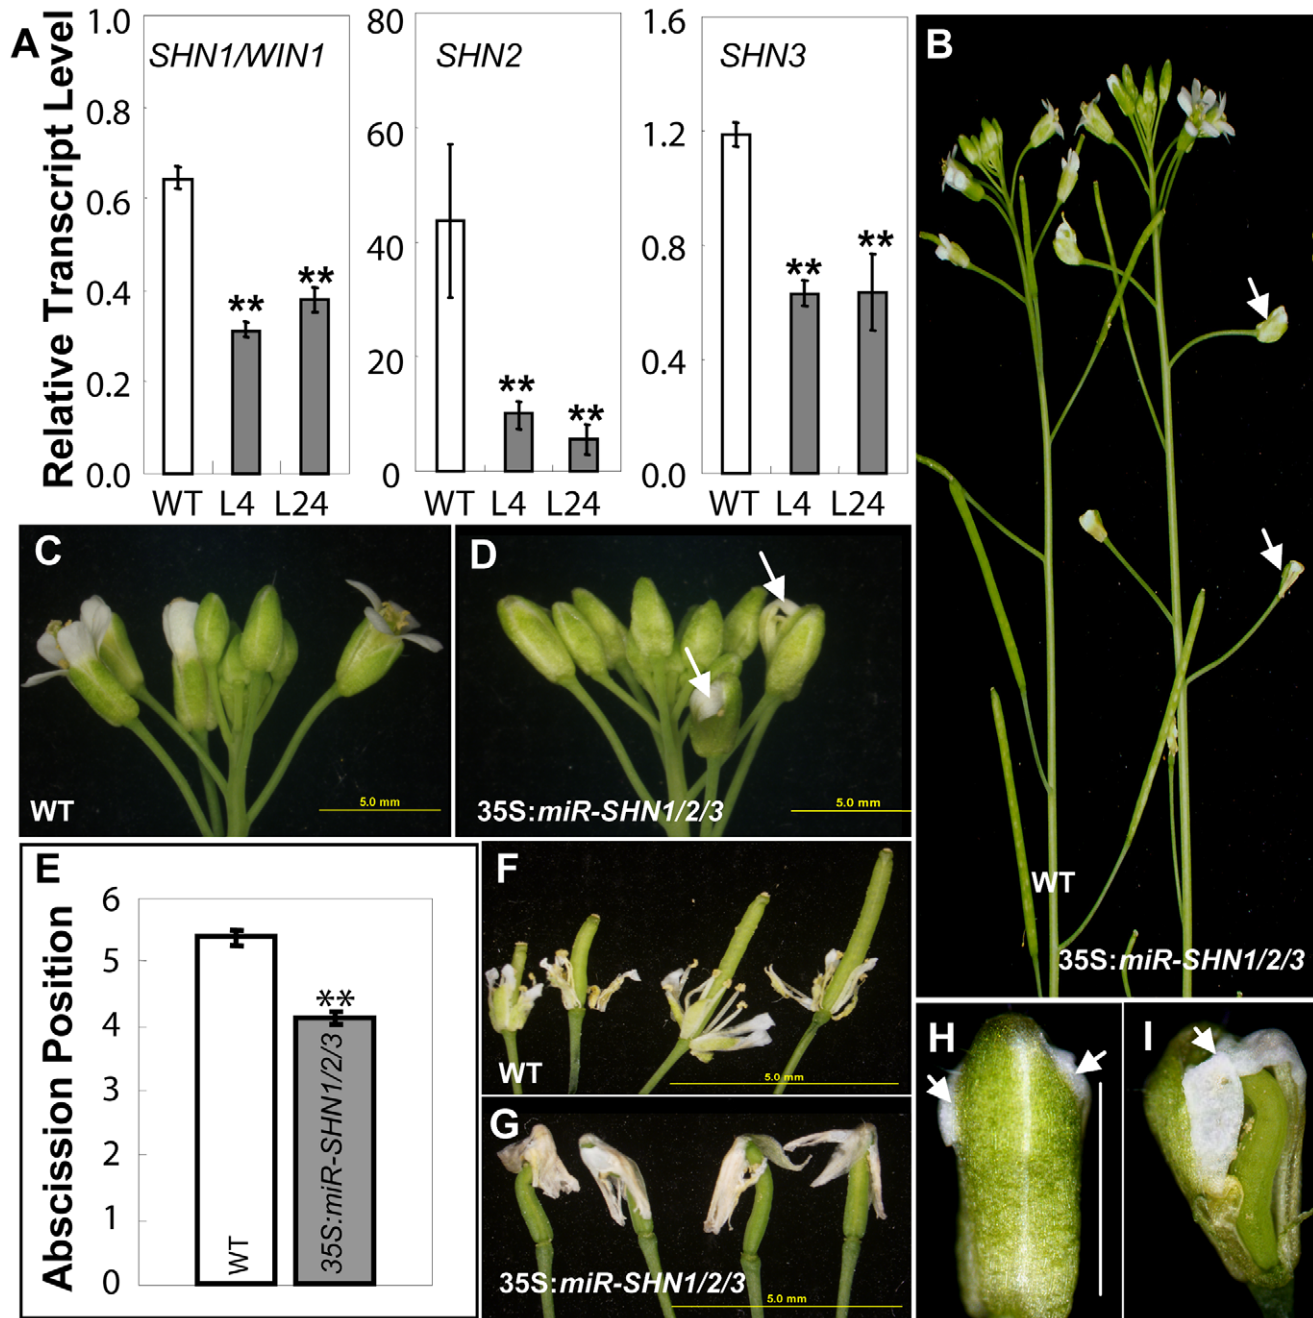 A
Relative Transcript Level
SHN1/WIN1
1.0
0.8
0.6
0.4
0.2
0.0
**
**
WT L4 L24
SHN2
80
60
40
20
0
**
**
WT L4 L24
SHN3
1.6
1.2
0.8
0.4
0.0
**
**
WT L4 L24
B
WT
35S:miR-SHN1/2/3
C
WT
5.0 mm
D
35S:miR-SHN1/2/3
5.0 mm
E
Abscission Position
6
5
4
3
2
1
0
**
WT
35S:miR-SHN1/2/3
F
WT
5.0 mm
G
35S:miR-SHN1/2/3
5.0 mm
H
I